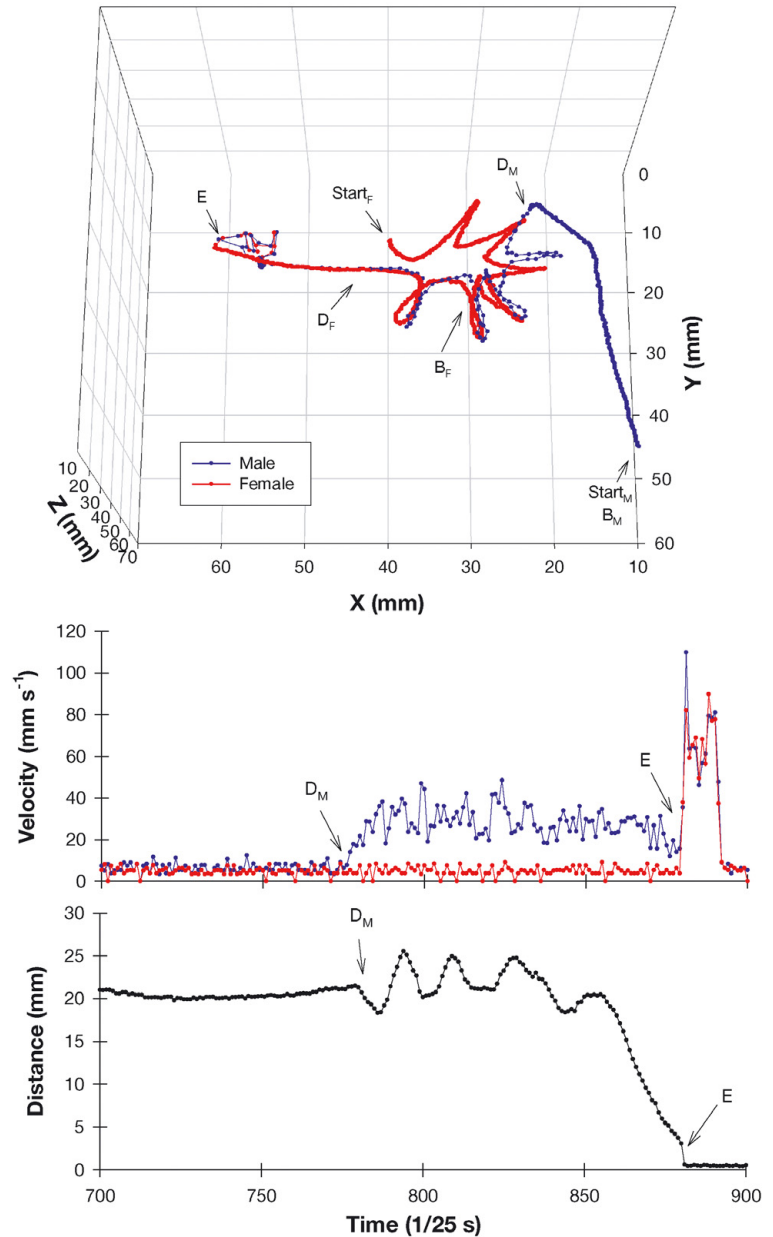 D_M
0
E
Start_F
10
20
D_F
B_F
30
Y (mm)
40
10
20
30
40
50
60
70
Z (mm)
Male
Female
Start_M
B_M
50
60
60
50
40
30
20
10
X (mm)
120
100
80
60
40
20
0
Velocity (mm s⁻¹)
D_M
E
30
25
20
15
10
5
0
Distance (mm)
D_M
E
700
750
800
850
900
Time (1/25 s)